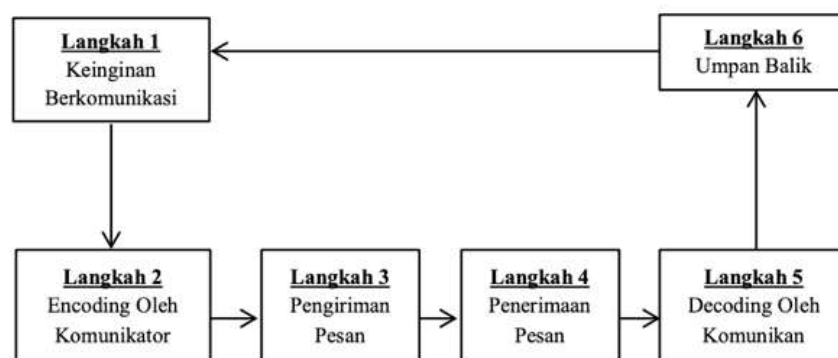 Langkah 1
Keinginan
Berkomunikasi
Langkah 6
Umpan Balik
Langkah 2
Encoding Oleh
Komunikator
Langkah 3
Pengiriman
Pesan
Langkah 4
Penerimaan
Pesan
Langkah 5
Decoding Oleh
Komunikan